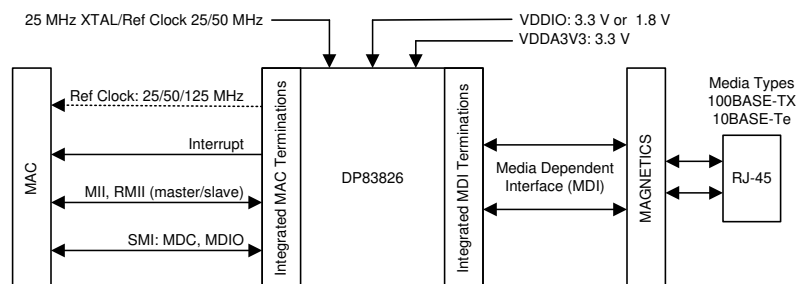 25 MHz XTAL/Ref Clock 25/50 MHz
VDDIO: 3.3 V or 1.8 V
VDDA3V3: 3.3 V
MAC
Ref Clock: 25/50/125 MHz
Interrupt
MII, RMII (master/slave)
SMI: MDC, MDIO
Integrated MAC Terminations
DP83826
Integrated MDI Terminations
Media Dependent
Interface (MDI)
MAGNETICS
Media Types
100BASE-TX
10BASE-Te
RJ-45